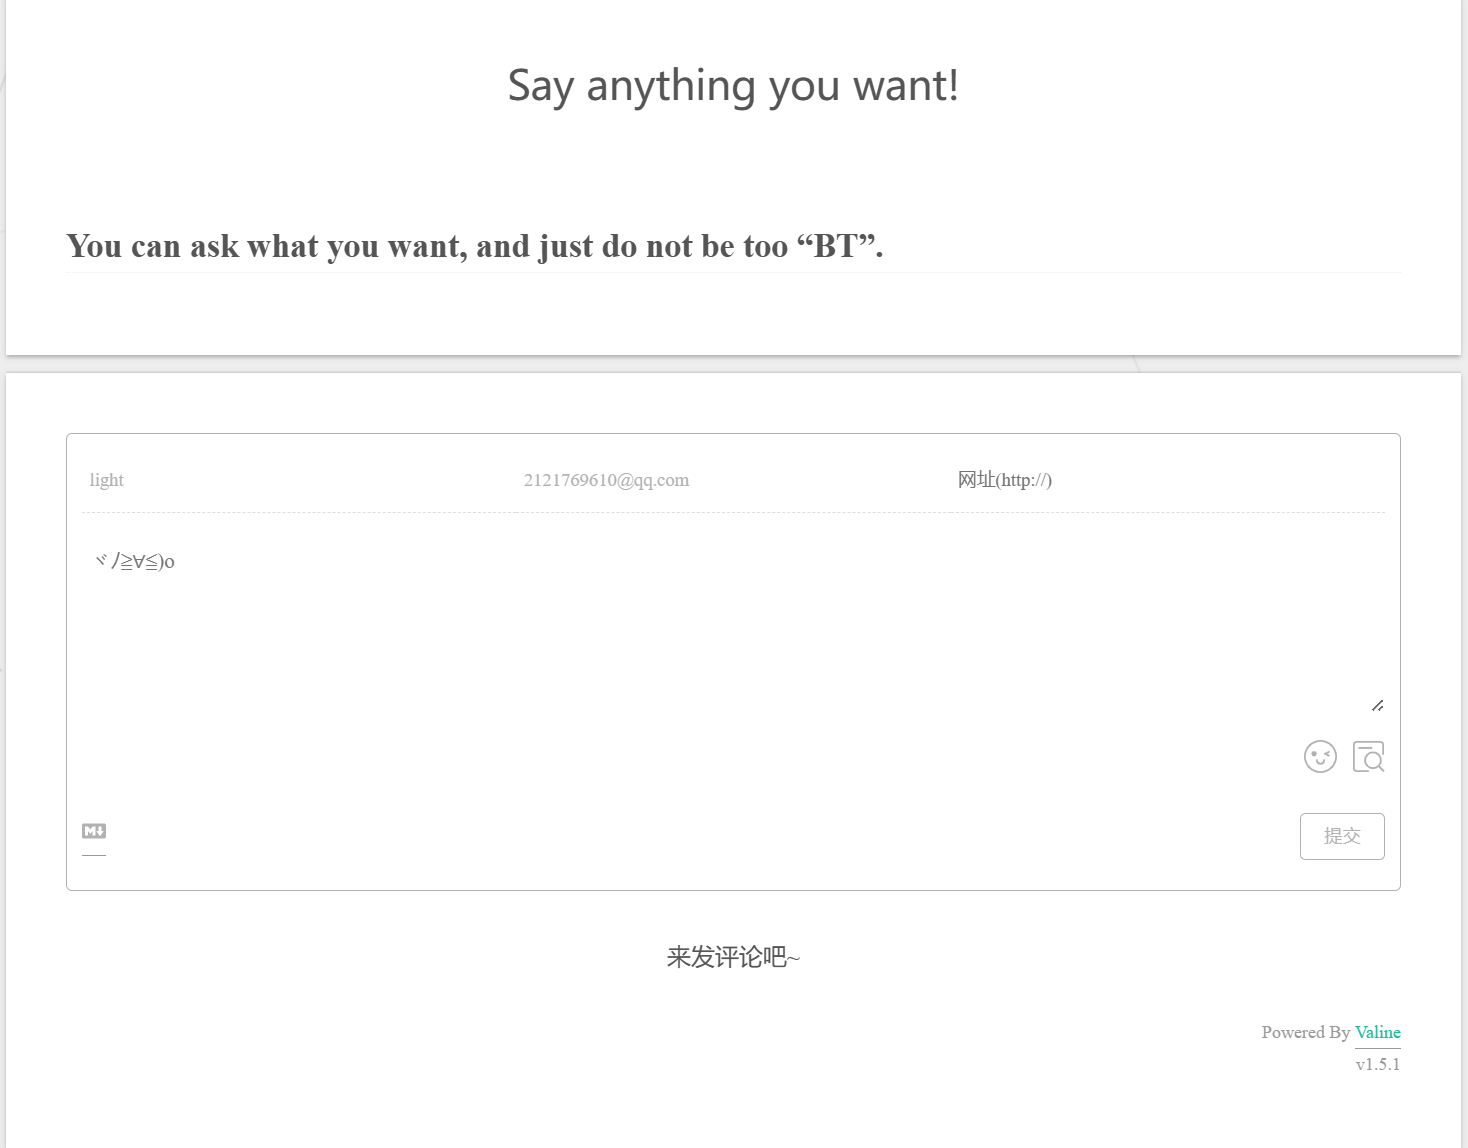 Say anything you want!
You can ask what you want, and just do not be too “BT”.
light 2121769610@qq.com 网址(http://)
ヾﾉ≧∀≦)o
M↓
提交
来发评论吧~
Powered By Valine
v1.5.1